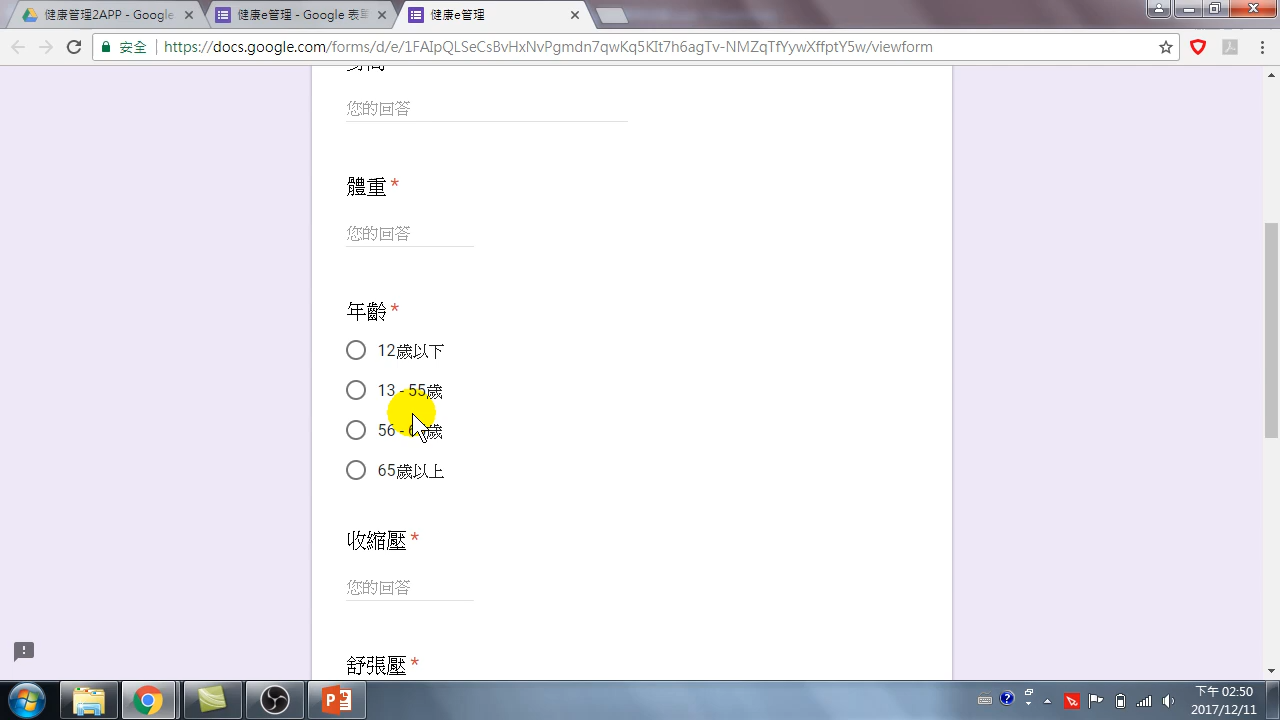 健康管理2APP - Google
健康e管理 - Google 表單
健康e管理
安全
https://docs.google.com/forms/d/e/1FAIpQLSeCs
您的回答
體重 *
您的回答
年齡 *
12歲以下
13 - 55歲
56 - 歲
65歲以上
收縮壓 *
您的回答
舒張壓 *
下午 02:50
2017/12/11